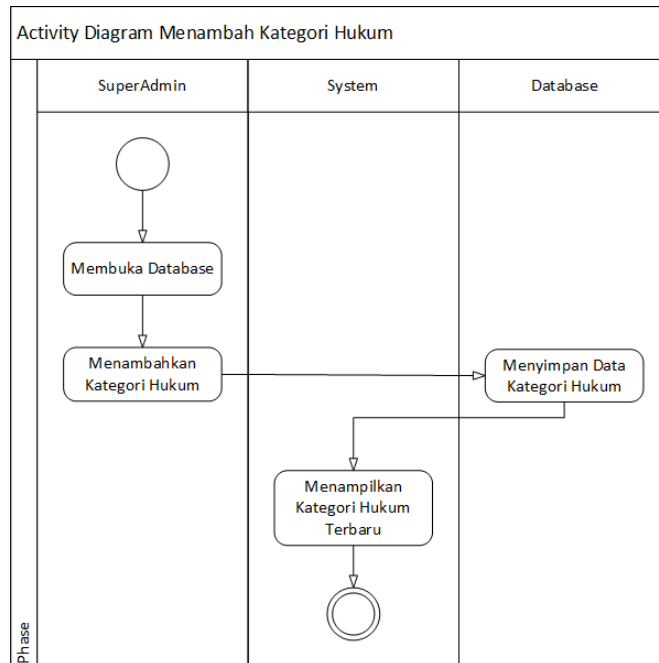 Activity Diagram Menambah Kategori Hukum
SuperAdmin
System
Database
Membuka Database
Menambahkan
Kategori Hukum
Menyimpan Data
Kategori Hukum
Menampilkan
Kategori Hukum
Terbaru
Phase